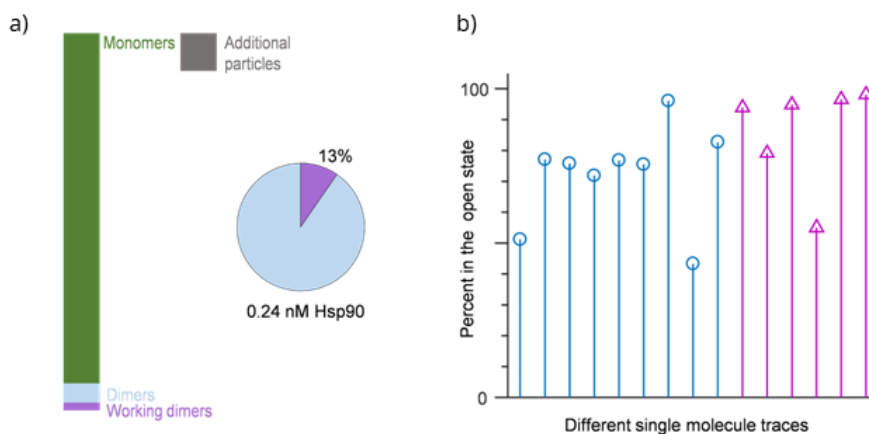 a)
Monomers
Additional
particles
13%
0.24 nM Hsp90
Dimers
Working dimers
b)
100
Percent in the open state
0
Different single molecule traces